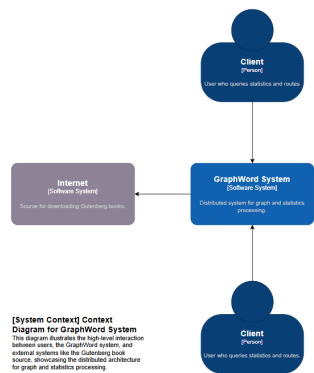 Client
[Person]
User who queries statistics and routes
Internet
[Software System]
Source for downloading Gutenberg books.
GraphWord System
[Software System]
Distributed system for graph and statistics
processing.
[System Context] Context
Diagram for GraphWord System
This diagram illustrates the high-level interaction
between users, the GraphWord system, and
external systems like the Gutenberg book
source, showcasing the distributed architecture
for graph and statistics processing.
Client
[Person]
User who queries statistics and routes.